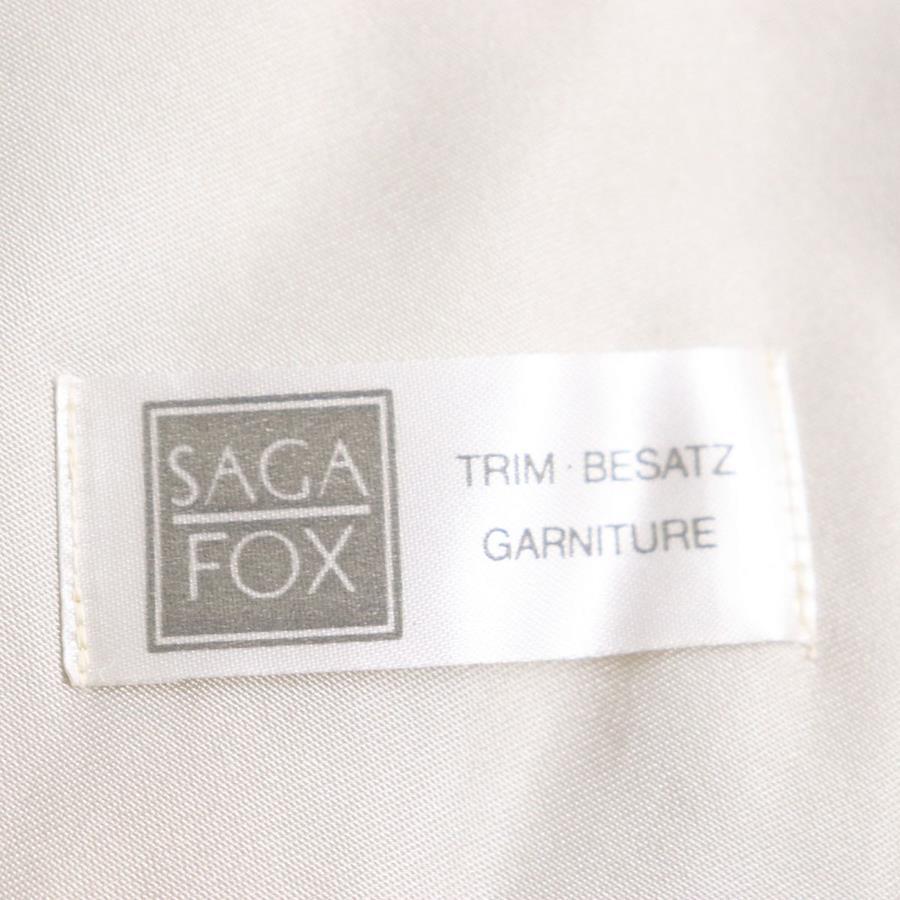 SAGA
FOX
TRIM · BESATZ
GARNITURE